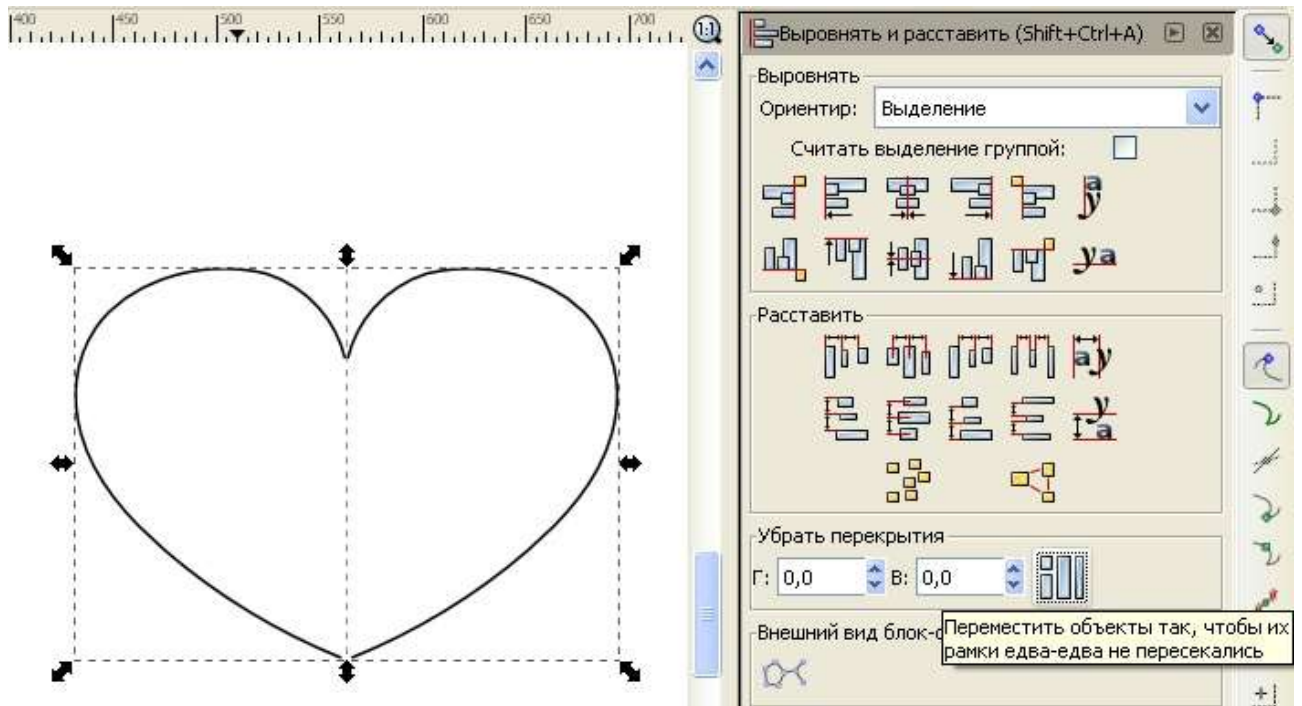 400 450 500 550 600 650 700
1:1
Выровнять и расставить (Shift+Ctrl+A)
Выровнять
Ориентир: Выделение
Считать выделение группой:
a
y
ya
Расставить
ay
y
a
Убрать перекрытия
Г: 0,0 В: 0,0
Переместить объекты так, чтобы их
рамки едва-едва не пересекались
Внешний вид блок-с